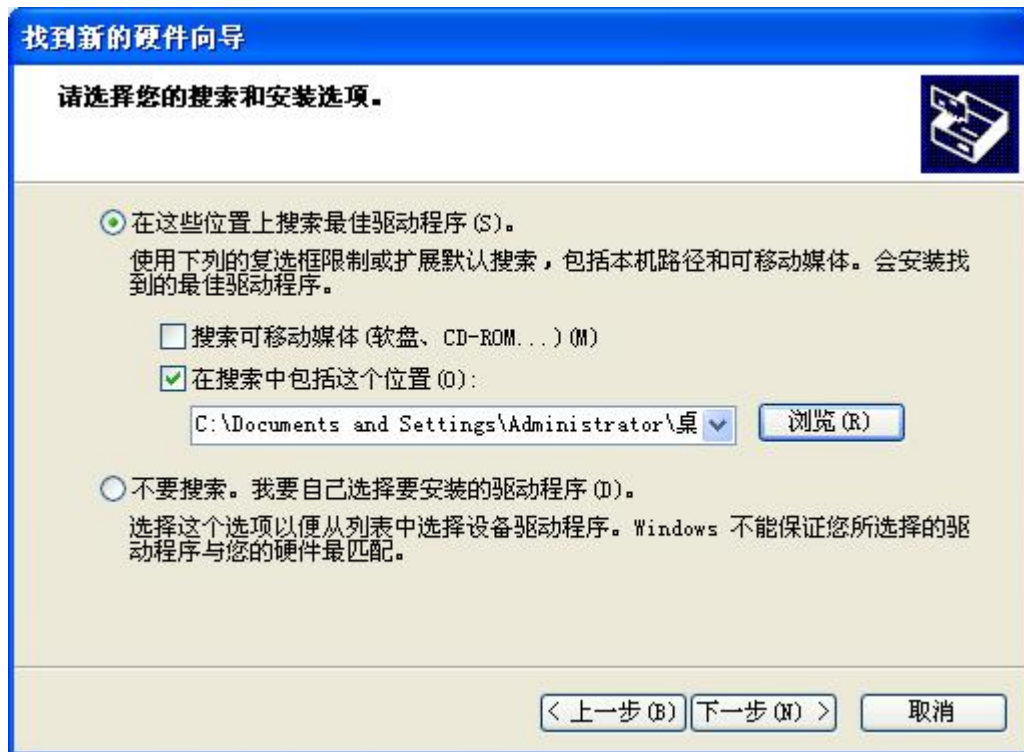 找到新的硬件向导
请选择您的搜索和安装选项。
在这些位置上搜索最佳驱动程序(S)。
使用下列的复选框限制或扩展默认搜索，包括本机路径和可移动媒体。会安装找
到的最佳驱动程序。
搜索可移动媒体(软盘、CD-ROM...)(M)
在搜索中包括这个位置(O):
C:\Documents and Settings\Administrator\桌 浏览(R)
不要搜索。我要自己选择要安装的驱动程序(D)。
选择这个选项以便从列表中选择设备驱动程序。Windows 不能保证您所选择的驱
动程序与您的硬件最匹配。
< 上一步(B) 下一步(N) > 取消